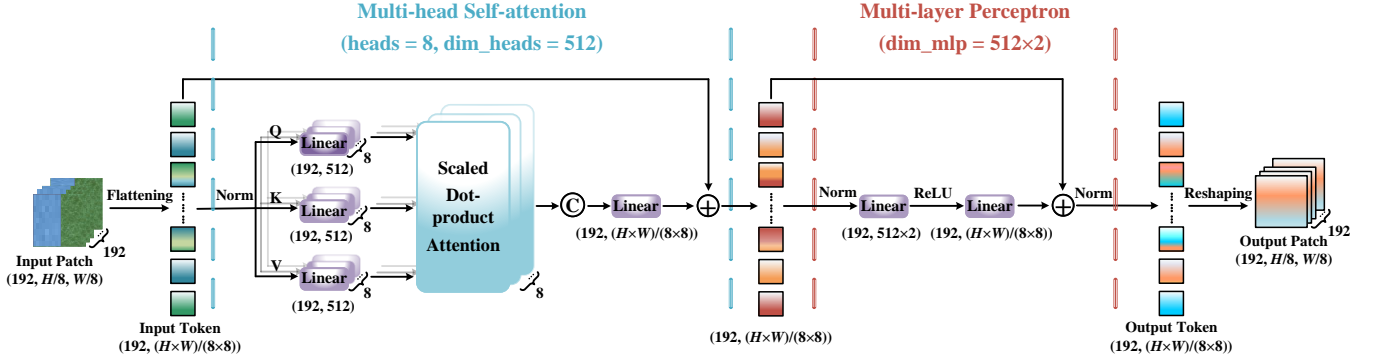 Multi-head Self-attention
(heads = 8, dim_heads = 512)
Multi-layer Perceptron
(dim_mlp = 512×2)
Flattening
192
Input Patch
(192, H/8, W/8)
Input Token
(192, (H×W)/(8×8))
Norm
Q
Linear
8
(192, 512)
K
Linear
8
(192, 512)
V
Linear
8
(192, 512)
Scaled
Dot-
product
Attention
8
C
Linear
(192, (H×W)/(8×8))
(192, (H×W)/(8×8))
Norm
Linear
(192, 512×2)
ReLU
Linear
(192, (H×W)/(8×8))
Norm
Output Token
(192, (H×W)/(8×8))
Reshaping
192
Output Patch
(192, H/8, W/8)